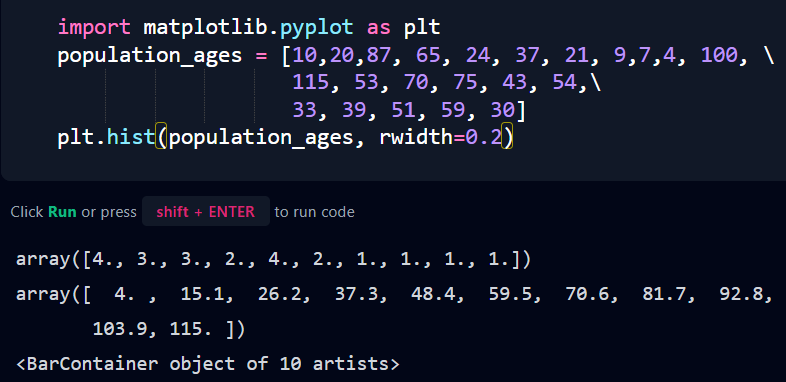 import matplotlib.pyplot as plt
population_ages = [10,20,87, 65, 24, 37, 21, 9,7,4, 100, \
115, 53, 70, 75, 43, 54,\
33, 39, 51, 59, 30]
plt.hist(population_ages, rwidth=0.2)
Click Run or press shift + ENTER to run code
array([4., 3., 3., 2., 4., 2., 1., 1., 1., 1.])
array([  4. ,  15.1,  26.2,  37.3,  48.4,  59.5,  70.6,  81.7,  92.8,
103.9, 115. ])
<BarContainer object of 10 artists>